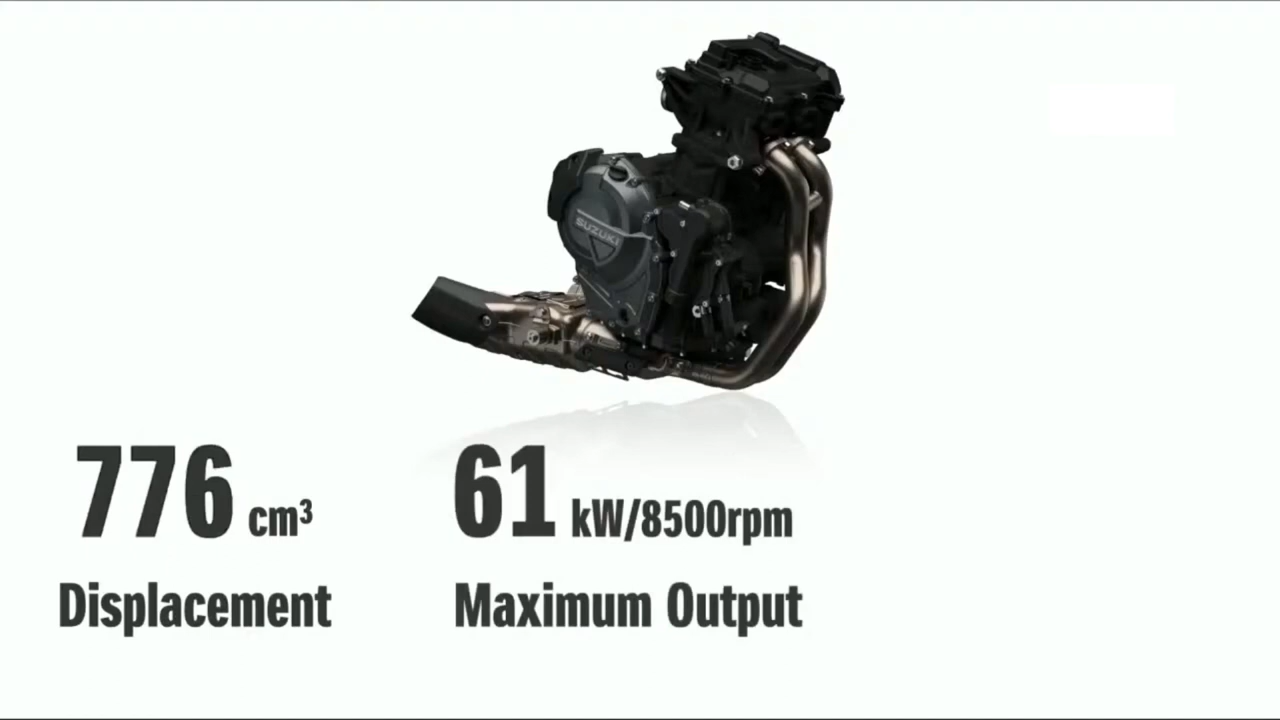 SUZUKI
776 cm³
61 kW/8500rpm
Displacement
Maximum Output